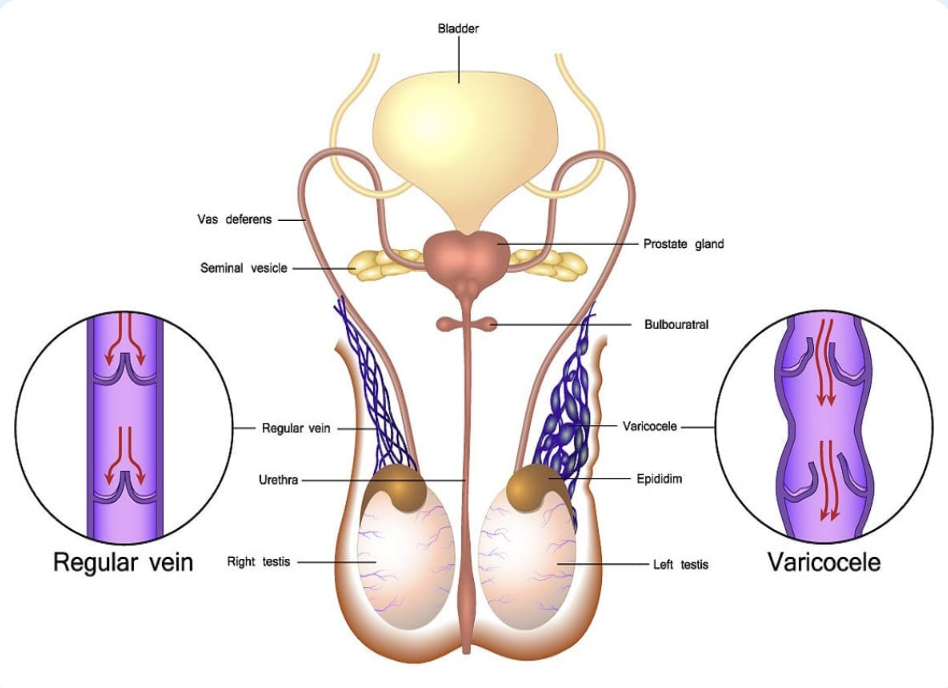 Bladder
Vas deferens
Prostate gland
Seminal vesicle
Bulbouratral
Regular vein
Varicocele
Urethra
Epididim
Regular vein
Varicocele
Right testis
Left testis